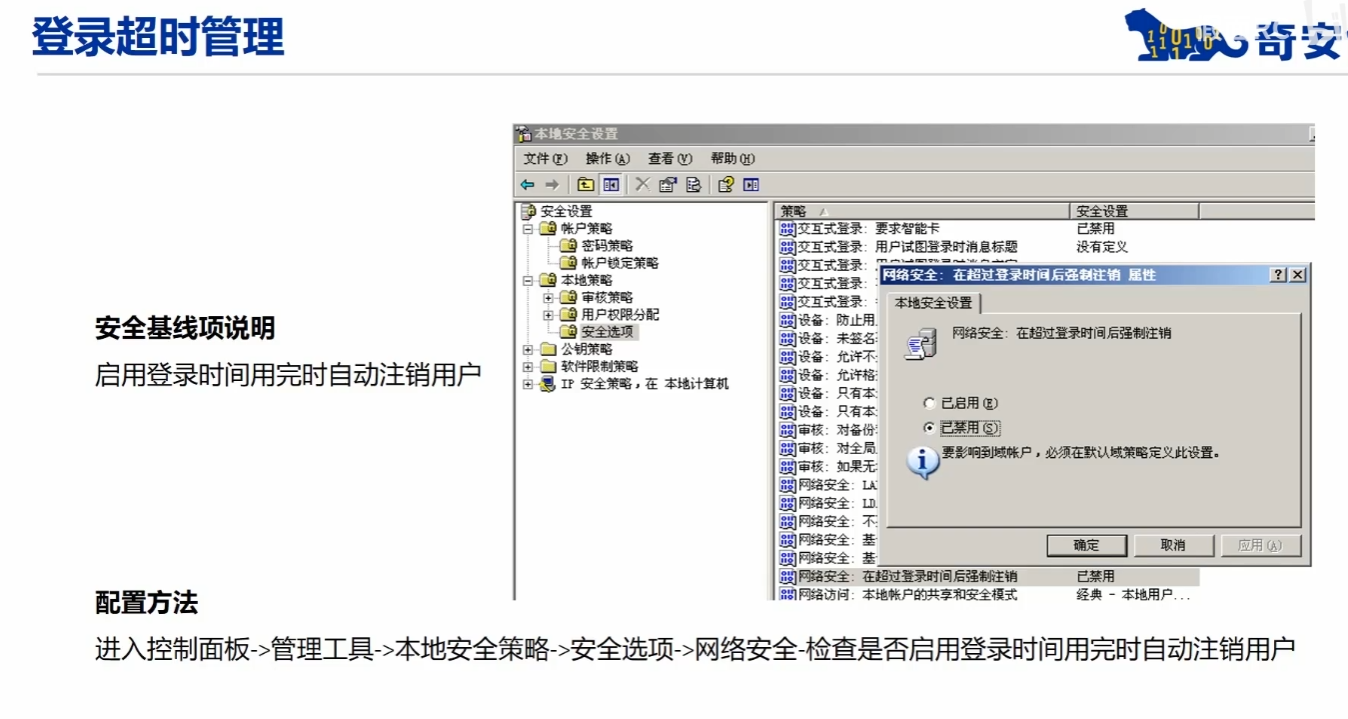 登录超时管理
奇安
本地安全设置
文件(F) 操作(A) 查看(V) 帮助(H)
安全设置
帐户策略
密码策略
帐户锁定策略
本地策略
审核策略
用户权限分配
安全选项
公钥策略
软件限制策略
IP 安全策略，在 本地计算机
策略 安全设置
交互式登录: 要求智能卡 已禁用
交互式登录: 用户试图登录时消息标题 没有定义
交互式登录:
交互式登录:
交互式登录:
设备: 防止用
设备: 未签名
设备: 允许不
设备: 允许格
设备: 只有本
设备: 只有本
审核: 对备份
审核: 对全局
审核: 如果无
网络安全: LA
网络安全: LD
网络安全: 不
网络安全: 基
网络安全: 基
网络安全: 在超过登录时间后强制注销 已禁用
网络访问: 本地帐户的共享和安全模式 经典 - 本地用户...
网络安全: 在超过登录时间后强制注销 属性
本地安全设置
网络安全: 在超过登录时间后强制注销
已启用(E)
已禁用(S)
要影响到域帐户，必须在默认域策略定义此设置。
确定 取消 应用(A)
安全基线项说明
启用登录时间用完时自动注销用户
配置方法
进入控制面板->管理工具->本地安全策略->安全选项->网络安全-检查是否启用登录时间用完时自动注销用户